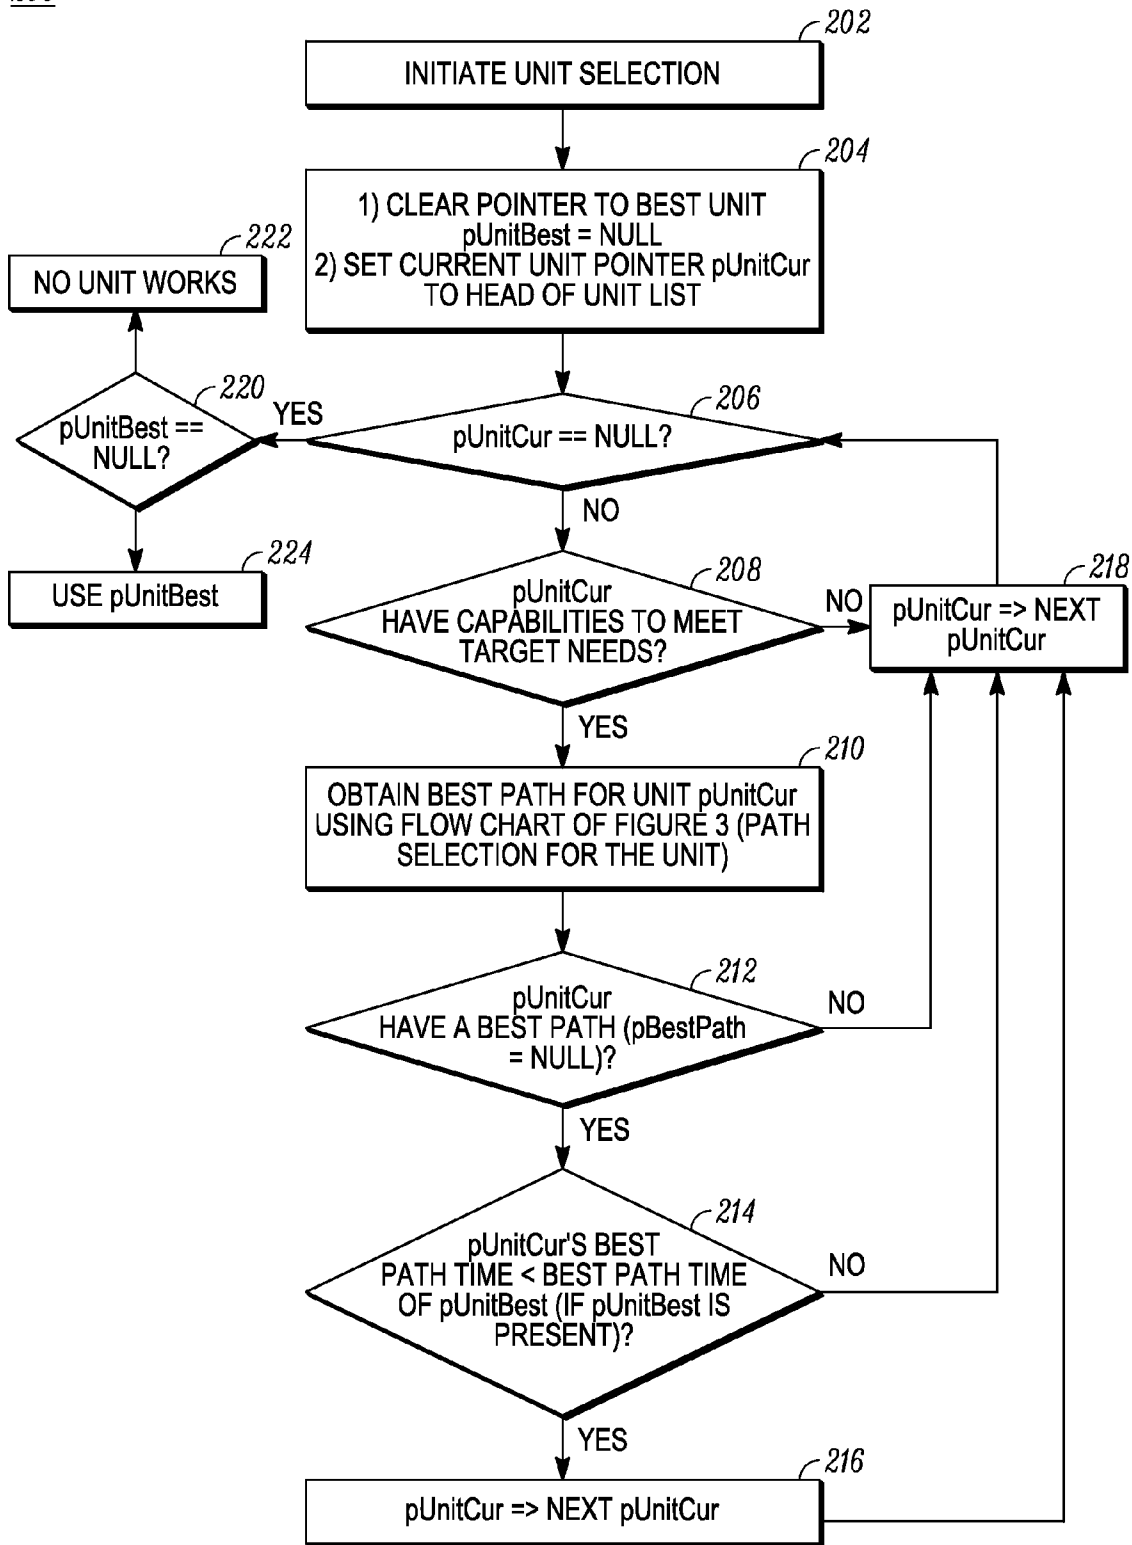 202
INITIATE UNIT SELECTION
204
1) CLEAR POINTER TO BEST UNIT
pUnitBest = NULL
2) SET CURRENT UNIT POINTER pUnitCur
TO HEAD OF UNIT LIST
222
NO UNIT WORKS
220
pUnitBest ==
NULL?
YES
206
pUnitCur == NULL?
NO
224
USE pUnitBest
208
pUnitCur
HAVE CAPABILITIES TO MEET
TARGET NEEDS?
NO
218
pUnitCur => NEXT
pUnitCur
YES
210
OBTAIN BEST PATH FOR UNIT pUnitCur
USING FLOW CHART OF FIGURE 3 (PATH
SELECTION FOR THE UNIT)
212
pUnitCur
HAVE A BEST PATH (pBestPath
= NULL)?
NO
YES
214
pUnitCur'S BEST
PATH TIME < BEST PATH TIME
OF pUnitBest (IF pUnitBest IS
PRESENT)?
NO
YES
216
pUnitCur => NEXT pUnitCur